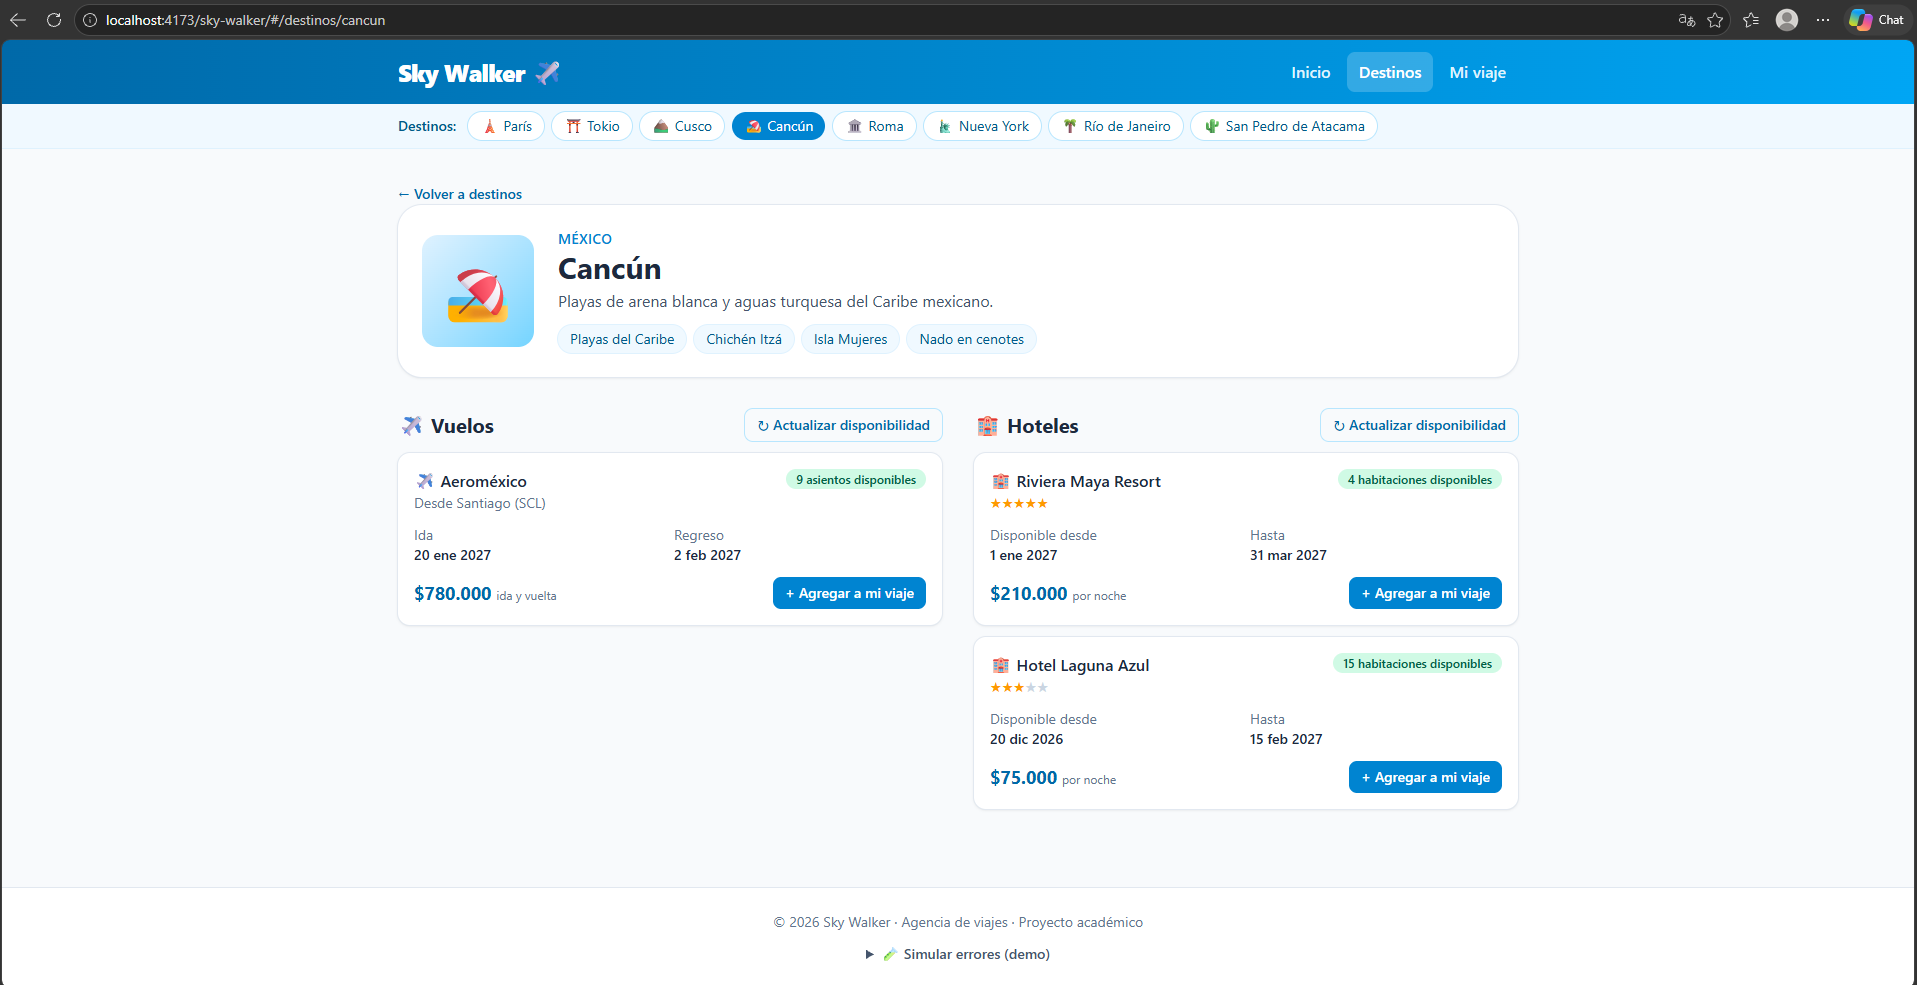 localhost:4173/sky-walker/#/destinos/cancun
Chat
Sky Walker
Inicio
Destinos
Mi viaje
Destinos:
París
Tokio
Cusco
Cancún
Roma
Nueva York
Río de Janeiro
San Pedro de Atacama
← Volver a destinos
MÉXICO
Cancún
Playas de arena blanca y aguas turquesa del Caribe mexicano.
Playas del Caribe
Chichén Itzá
Isla Mujeres
Nado en cenotes
Vuelos
↻ Actualizar disponibilidad
Aeroméxico
9 asientos disponibles
Desde Santiago (SCL)
Ida
Regreso
20 ene 2027
2 feb 2027
$780.000 ida y vuelta
+ Agregar a mi viaje
Hoteles
↻ Actualizar disponibilidad
Riviera Maya Resort
4 habitaciones disponibles
★★★★★
Disponible desde
Hasta
1 ene 2027
31 mar 2027
$210.000 por noche
+ Agregar a mi viaje
Hotel Laguna Azul
15 habitaciones disponibles
★★★★★
Disponible desde
Hasta
20 dic 2026
15 feb 2027
$75.000 por noche
+ Agregar a mi viaje
© 2026 Sky Walker · Agencia de viajes · Proyecto académico
▶ Simular errores (demo)